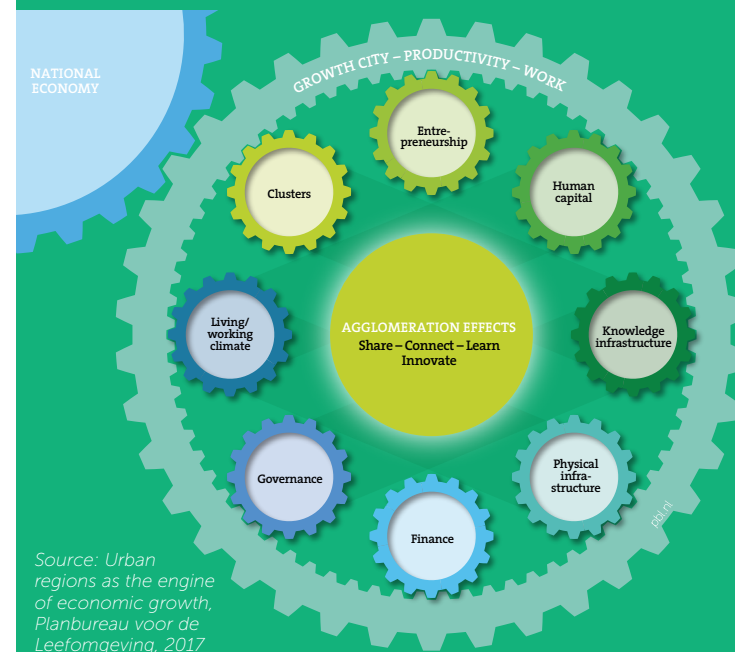 NATIONAL
ECONOMY
GROWTH CITY – PRODUCTIVITY – WORK
Entre-
preneurship
Clusters
Human
capital
Living/
working
climate
AGGLOMERATION EFFECTS
Share – Connect – Learn
Innovate
Knowledge
infrastructure
Governance
Physical
infra-
structure
Finance
pbl.nl
Source: Urban
regions as the engine
of economic growth,
Planbureau voor de
Leefomgeving, 2017